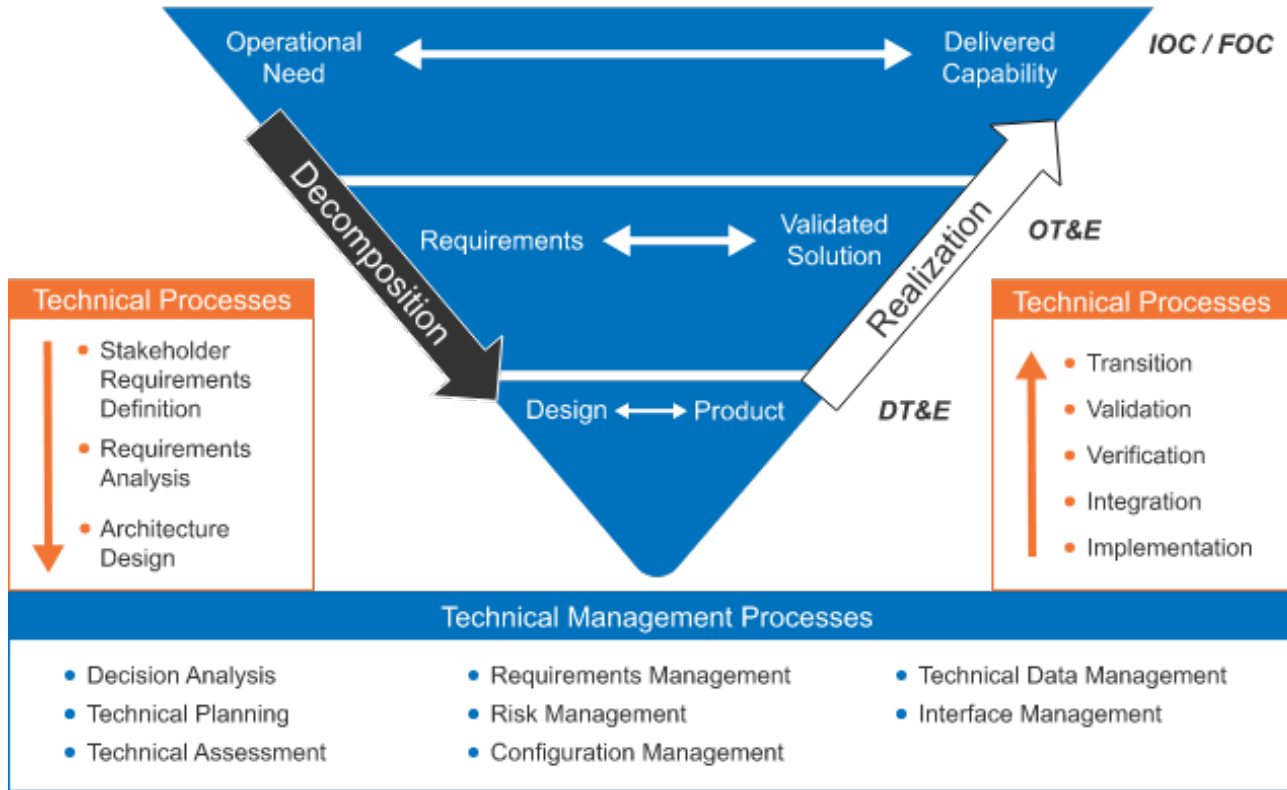 Operational
Need
Delivered
Capability
IOC / FOC
Decomposition
Requirements
Validated
Solution
Realization
OT&E
Technical Processes
Stakeholder
Requirements
Definition
Requirements
Analysis
Architecture
Design
Design
Product
DT&E
Technical Processes
Transition
Validation
Verification
Integration
Implementation
Technical Management Processes
Decision Analysis
Technical Planning
Technical Assessment
Requirements Management
Risk Management
Configuration Management
Technical Data Management
Interface Management